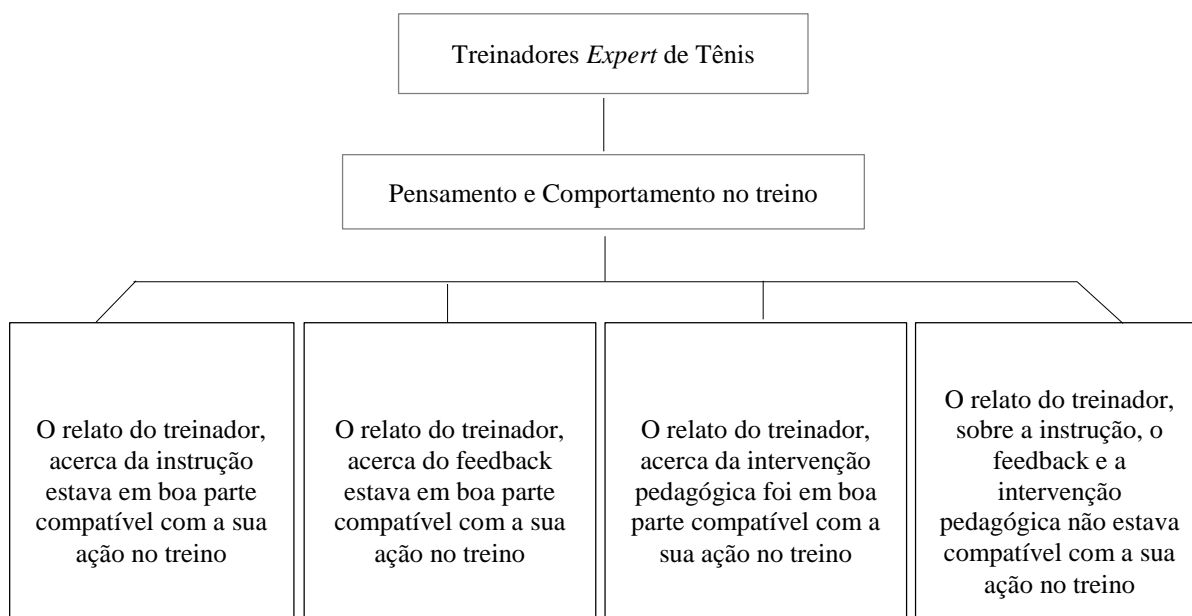 Treinadores Expert de Tênis
Pensamento e Comportamento no treino
O relato do treinador,
acerca da instrução
estava em boa parte
compatível com a sua
ação no treino
O relato do treinador,
acerca do feedback
estava em boa parte
compatível com a sua
ação no treino
O relato do treinador,
acerca da intervenção
pedagógica foi em boa
parte compatível com a
sua ação no treino
O relato do treinador,
sobre a instrução, o
feedback e a
intervenção
pedagógica não estava
compatível com a sua
ação no treino